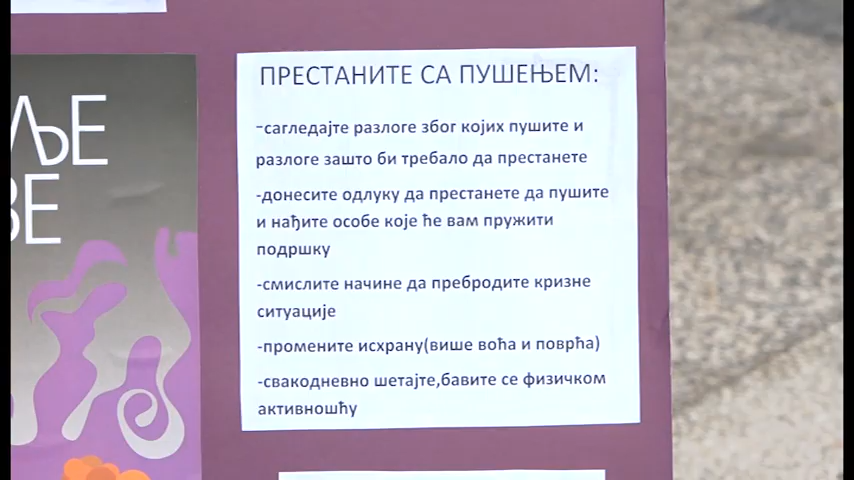 ПРЕСТАНИТЕ СА ПУШЕЊЕМ:
-сагледајте разлоге због којих пушите и
разлоге зашто би требало да престанете
-донесите одлуку да престанете да пушите
и нађите особе које ће вам пружити
подршку
-смислите начине да пребродите кризне
ситуације
-промените исхрану(више воћа и поврћа)
-свакодневно шетајте,бавите се физичком
активношћу